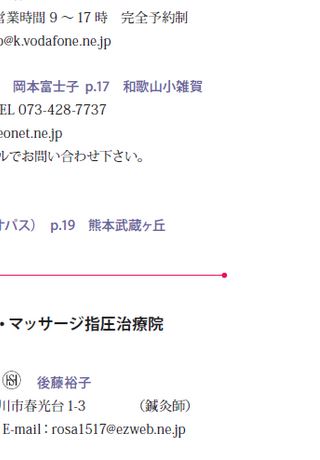 営業時間 9 ～ 17 時　完全予約制
o@k.vodafone.ne.jp
岡本富士子 p.17　和歌山小雑賀
EL 073-428-7737
eonet.ne.jp
ルでお問い合わせ下さい。
オパス）　p.19　熊本武蔵ヶ丘
・マッサージ指圧治療院
後藤裕子
川市春光台 1-3　（鍼灸師）
E-mail：rosa1517@ezweb.ne.jp